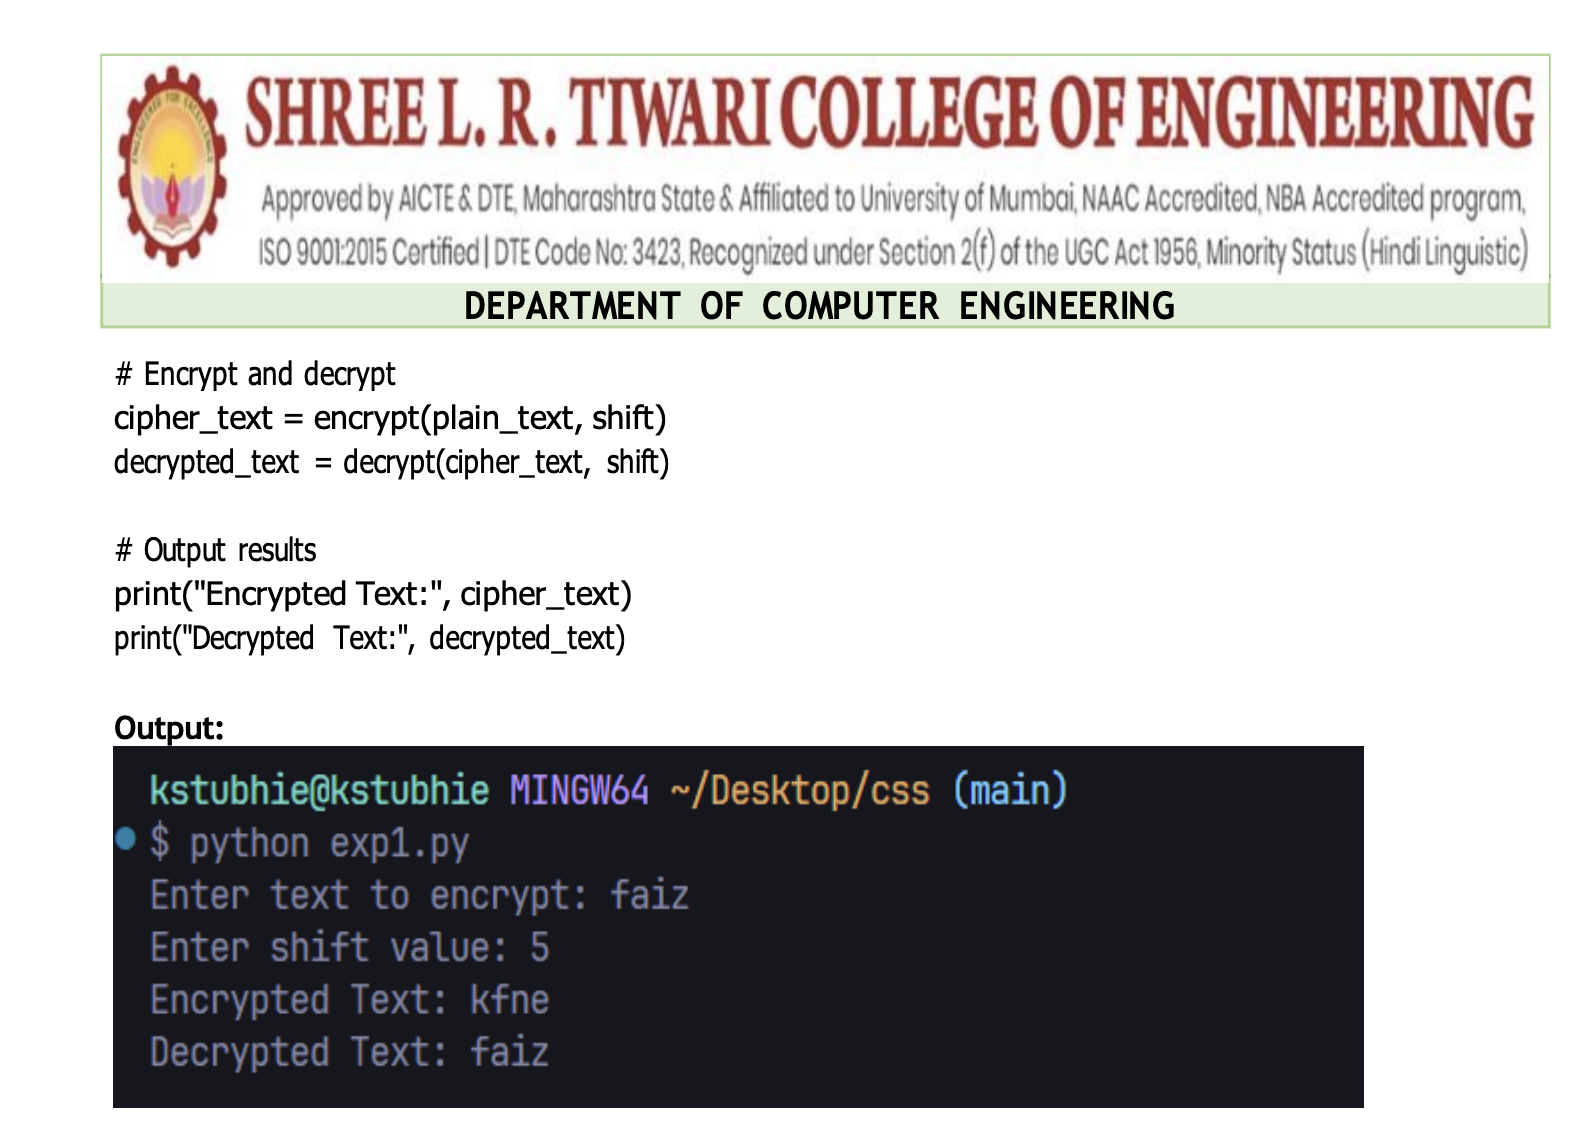 SHREE L. R. TIWARI COLLEGE OF ENGINEERING
Approved by AICTE & DTE, Maharashtra State & Affiliated to University of Mumbai, NAAC Accredited, NBA Accredited program,
ISO 9001:2015 Certified | DTE Code No: 3423, Recognized under Section 2(f) of the UGC Act 1956, Minority Status (Hindi Linguistic)
DEPARTMENT OF COMPUTER ENGINEERING
# Encrypt and decrypt
cipher_text = encrypt(plain_text, shift)
decrypted_text = decrypt(cipher_text, shift)
# Output results
print("Encrypted Text:", cipher_text)
print("Decrypted Text:", decrypted_text)
Output:
kstubhie@kstubhie MINGW64 ~/Desktop/css (main)
$ python exp1.py
Enter text to encrypt: faiz
Enter shift value: 5
Encrypted Text: kfne
Decrypted Text: faiz